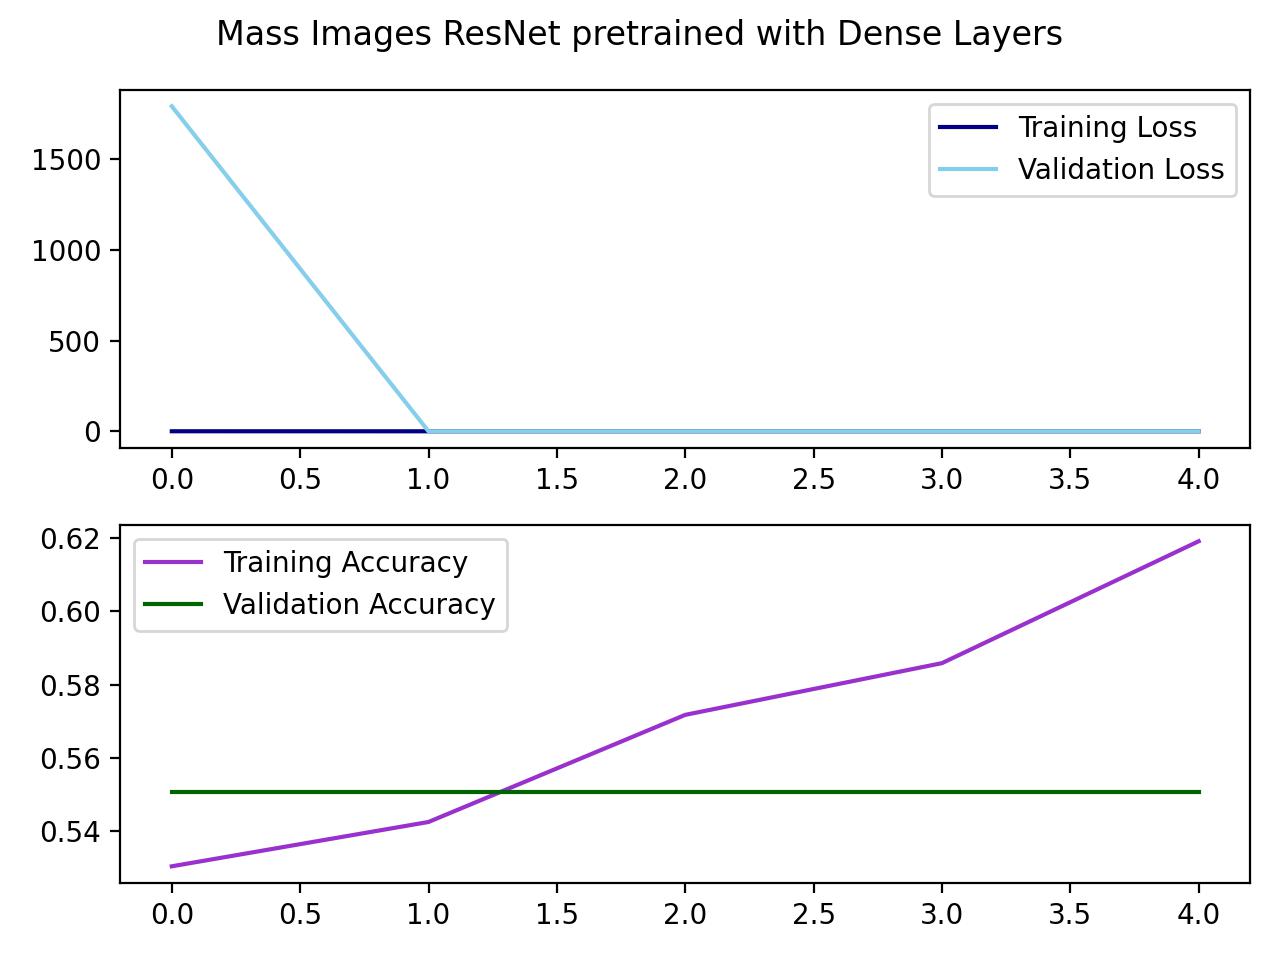 Mass Images ResNet pretrained with Dense Layers
Training Loss
Validation Loss
1500
1000
500
0
0.0 0.5 1.0 1.5 2.0 2.5 3.0 3.5 4.0
Training Accuracy
Validation Accuracy
0.62
0.60
0.58
0.56
0.54
0.0 0.5 1.0 1.5 2.0 2.5 3.0 3.5 4.0